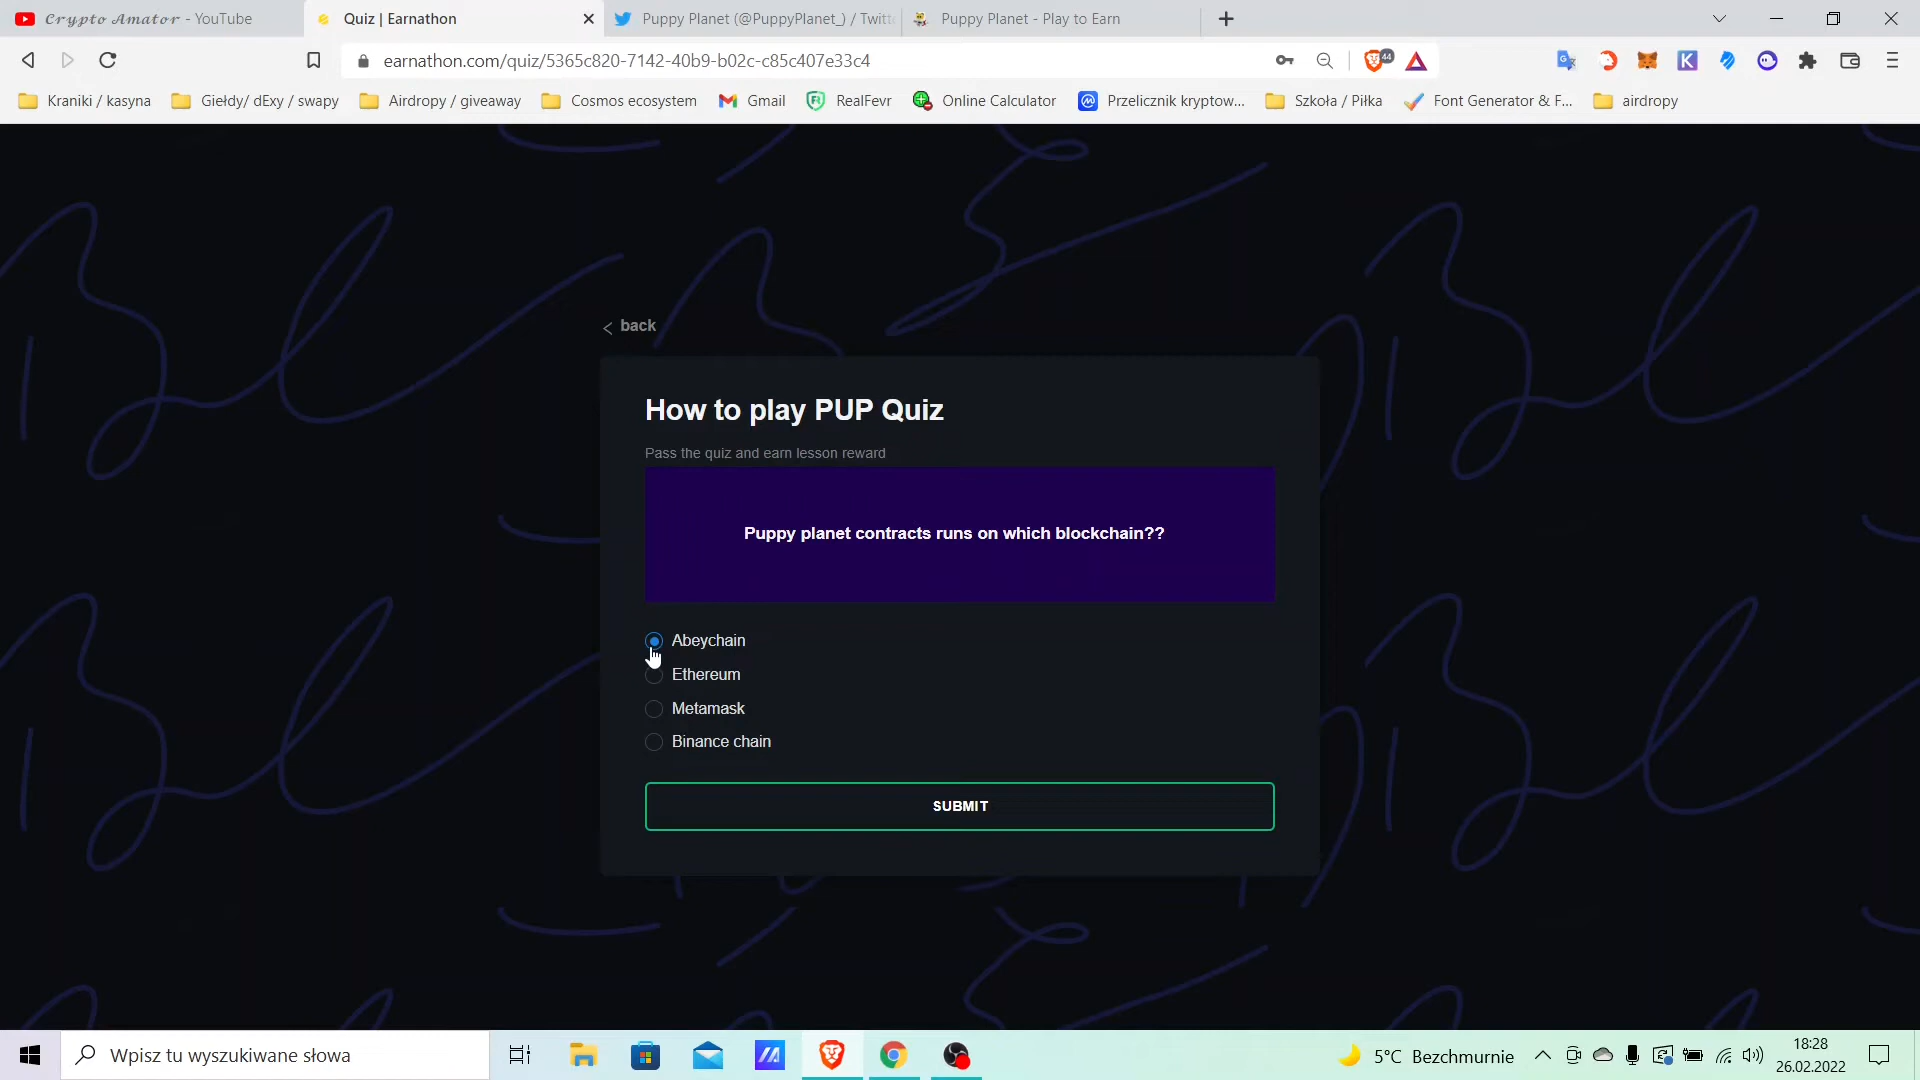 𝓒𝓻𝔂𝓹𝓽𝓸 𝓐𝓶𝓪𝓽𝓸𝓻 - YouTube
Quiz | Earnathon
Puppy Planet (@PuppyPlanet_) / Twitt
Puppy Planet - Play to Earn
earnathon.com/quiz/5365c820-7142-40b9-b02c-c85c407e33c4
44
Kraniki / kasyna
Giełdy/ dExy / swapy
Airdropy / giveaway
Cosmos ecosystem
Gmail
RealFevr
Online Calculator
Przelicznik kryptow...
Szkoła / Piłka
Font Generator & F...
airdropy
< back
How to play PUP Quiz
Pass the quiz and earn lesson reward
Puppy planet contracts runs on which blockchain??
Abeychain
Ethereum
Metamask
Binance chain
SUBMIT
Wpisz tu wyszukiwane słowa
5°C Bezchmurnie
18:28
26.02.2022